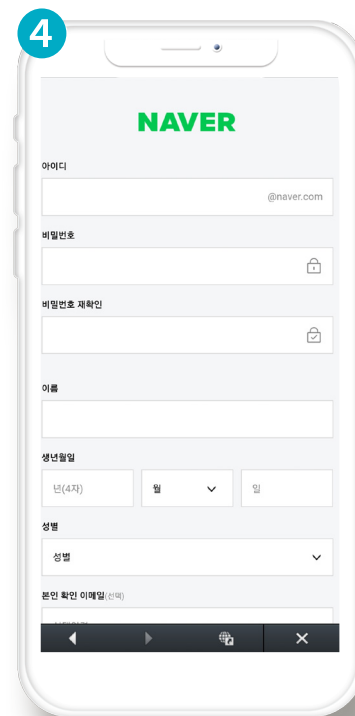 4
NAVER
아이디
@naver.com
비밀번호
비밀번호 재확인
이름
생년월일
년(4자) 월 일
성별
성별
본인 확인 이메일(선택)